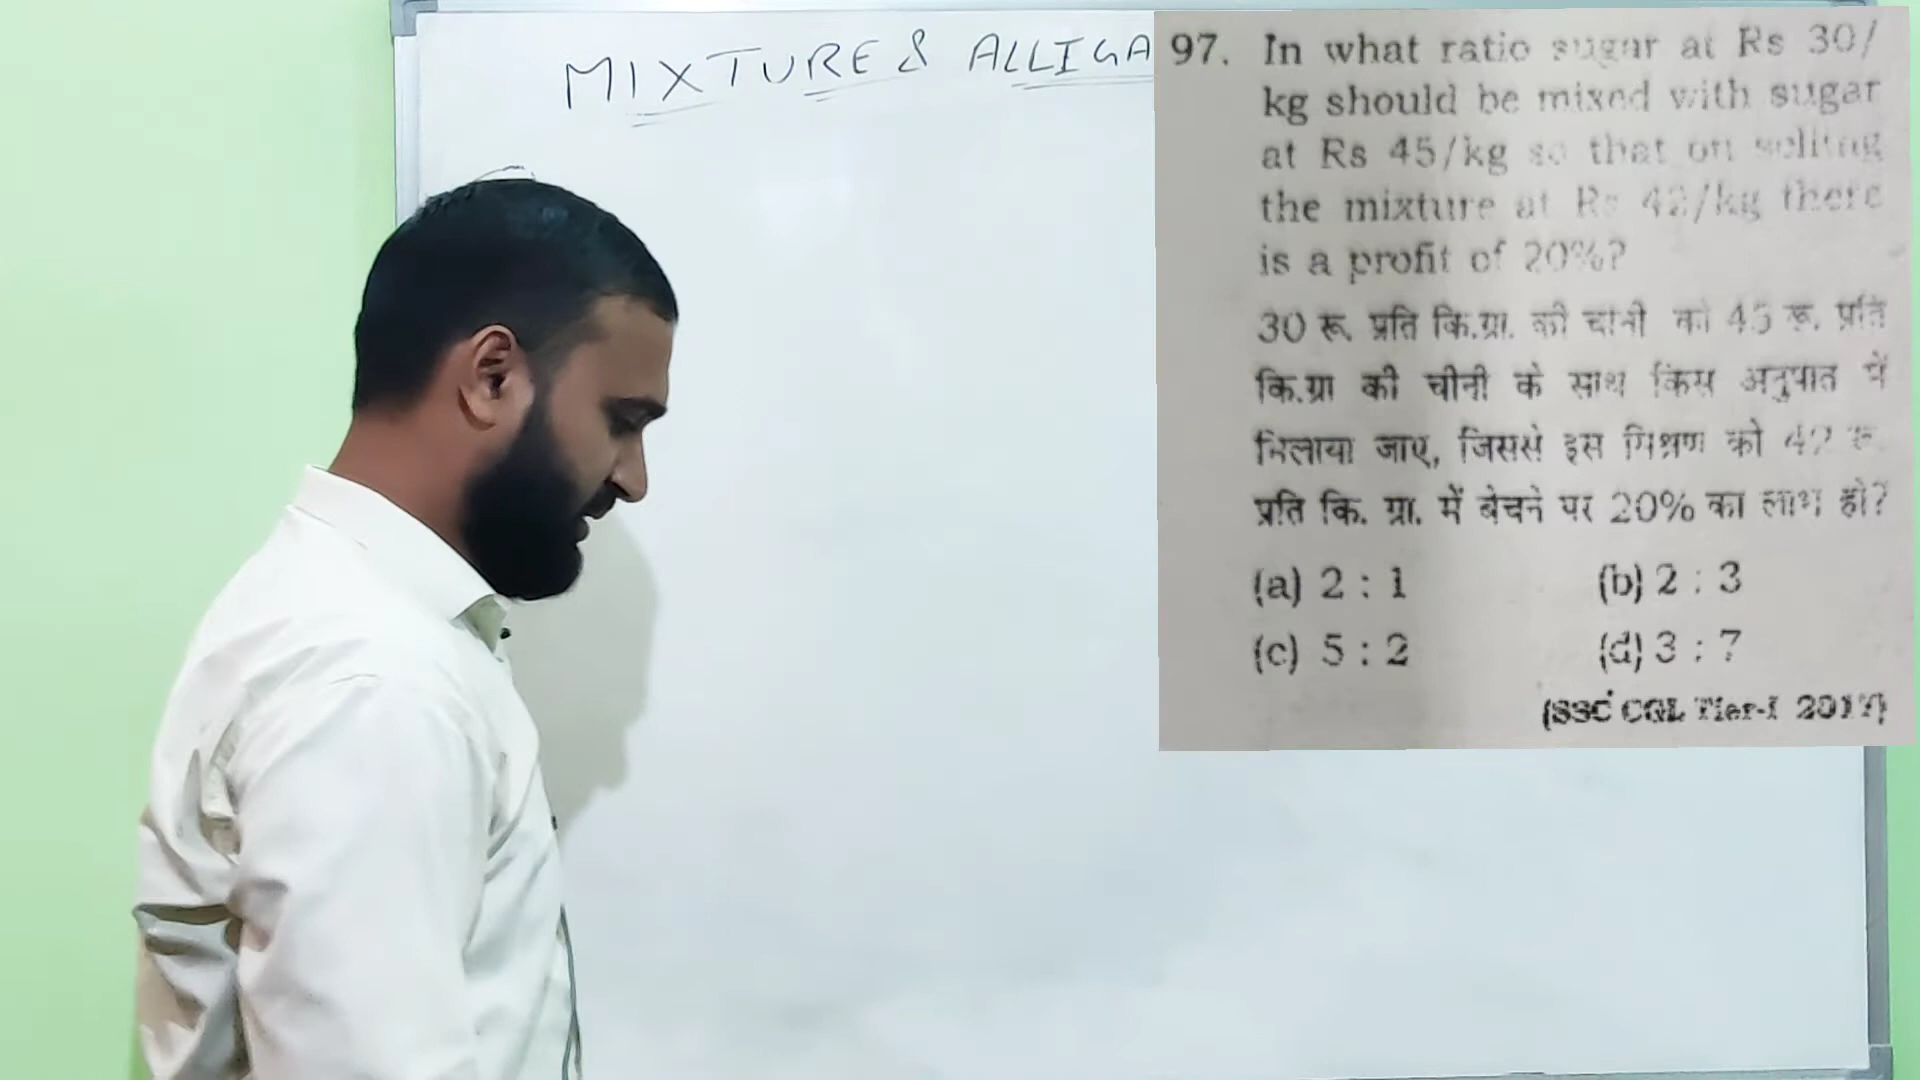 MIXTURE & ALLIGA
97. In what ratio sugar at Rs 30/
kg should be mixed with sugar
at Rs 45/kg so that on selling
the mixture at Rs 42/kg there
is a profit of 20%?
30 रू. प्रति कि.ग्रा. की चीनी को 45 रू. प्रति
कि.ग्रा की चीनी के साथ किस अनुपात में
मिलाया जाए, जिससे इस मिश्रण को 42 रू.
प्रति कि. ग्रा. में बेचने पर 20% का लाभ हो?
(a) 2 : 1 (b) 2 : 3
(c) 5 : 2 (d) 3 : 7
(SSC CGL Tier-I 2017)